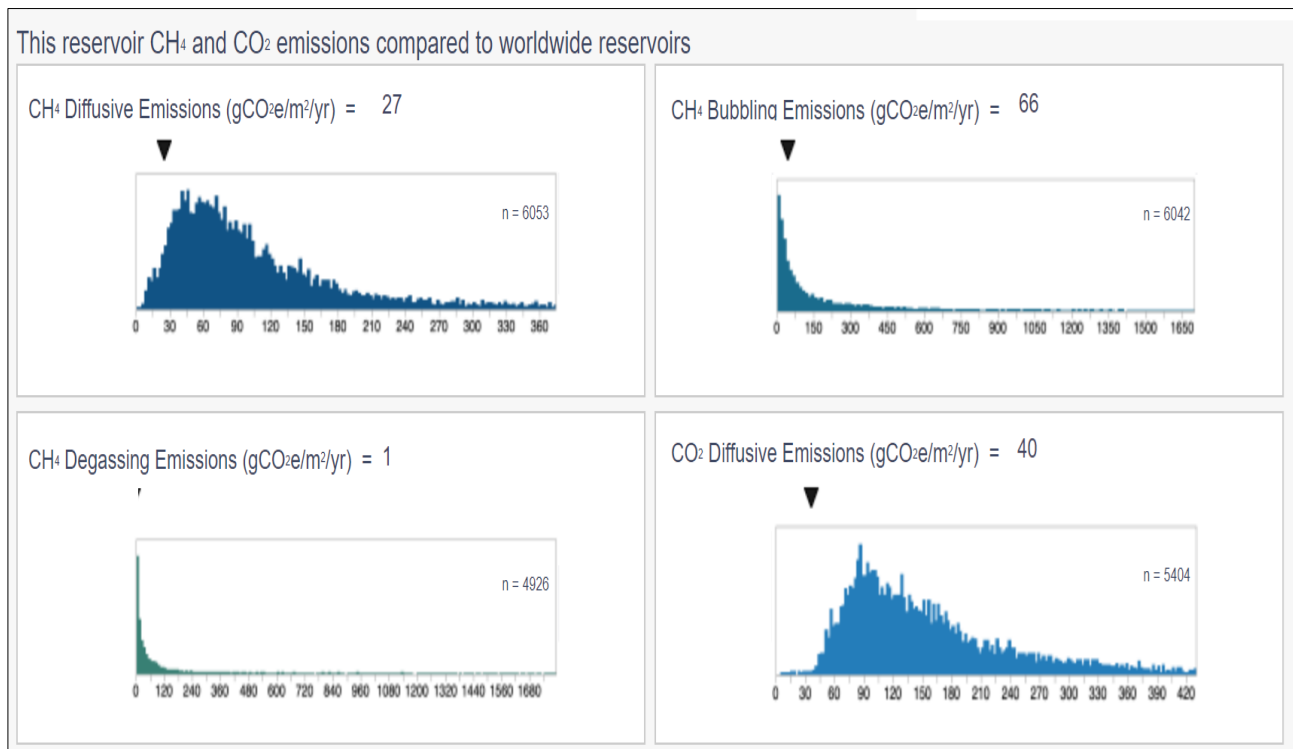 This reservoir CH₄ and CO₂ emissions compared to worldwide reservoirs
CH₄ Diffusive Emissions (gCO₂e/m²/yr) = 27
n = 6053
0 30 60 90 120 150 180 210 240 270 300 330 360
CH₄ Bubbling Emissions (gCO₂e/m²/yr) = 66
n = 6042
0 150 300 450 600 750 900 1050 1200 1350 1500 1650
CH₄ Degassing Emissions (gCO₂e/m²/yr) = 1
n = 4926
0 120 240 360 480 600 720 840 960 1080 1200 1320 1440 1560 1680
CO₂ Diffusive Emissions (gCO₂e/m²/yr) = 40
n = 5404
0 30 60 90 120 150 180 210 240 270 300 330 360 390 420